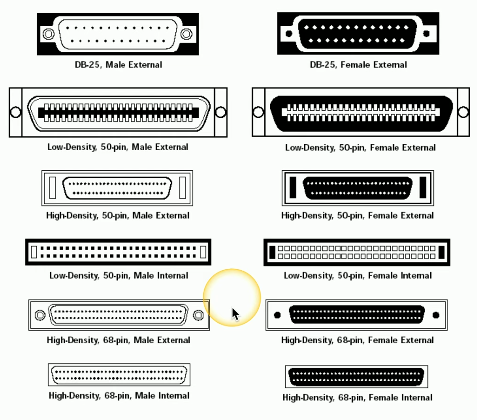 DB-25, Male External
DB-25, Female External
Low-Density, 50-pin, Male External
Low-Density, 50-pin, Female External
High-Density, 50-pin, Male External
High-Density, 50-pin, Female External
Low-Density, 50-pin, Male Internal
Low-Density, 50-pin, Female Internal
High-Density, 68-pin, Male External
High-Density, 68-pin, Female External
High-Density, 68-pin, Male Internal
High-Density, 68-pin, Female Internal